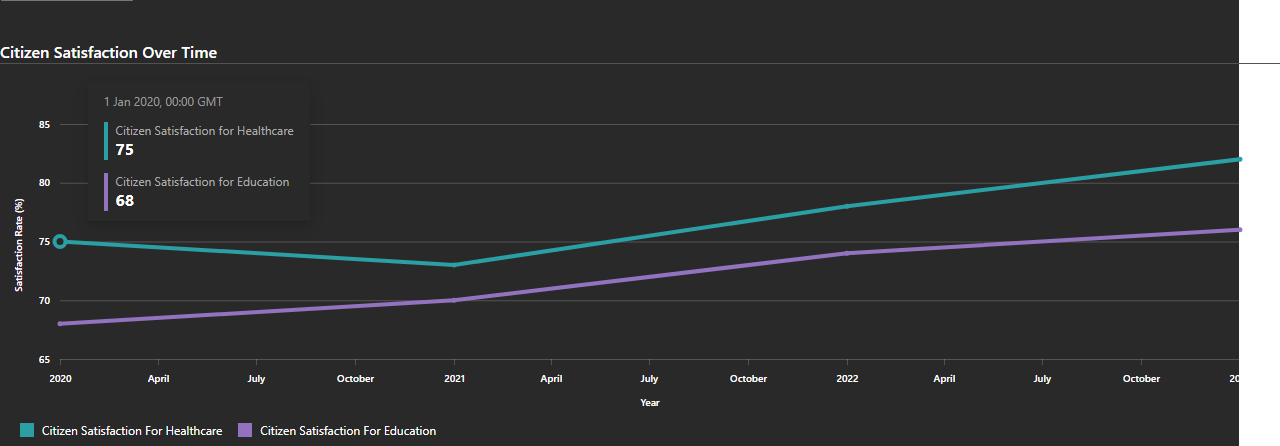 Citizen Satisfaction Over Time
1 Jan 2020, 00:00 GMT
Citizen Satisfaction for Healthcare
75
Citizen Satisfaction for Education
68
Satisfaction Rate (%)
85
80
75
70
65
2020 April July October 2021 April July October 2022 April July October 20
Year
Citizen Satisfaction For Healthcare Citizen Satisfaction For Education